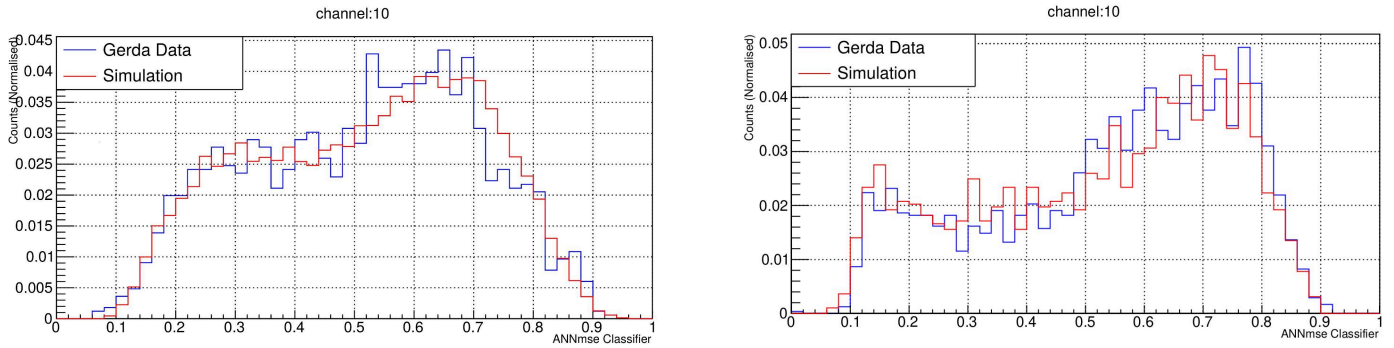 channel:10
Counts (Normalised)
0.045
0.04
0.035
0.03
0.025
0.02
0.015
0.01
0.005
0
Gerda Data
Simulation
0 0.1 0.2 0.3 0.4 0.5 0.6 0.7 0.8 0.9 1
ANNmse Classifier
channel:10
Counts (Normalised)
0.05
0.04
0.03
0.02
0.01
0
Gerda Data
Simulation
0 0.1 0.2 0.3 0.4 0.5 0.6 0.7 0.8 0.9 1
ANNmse Classifier